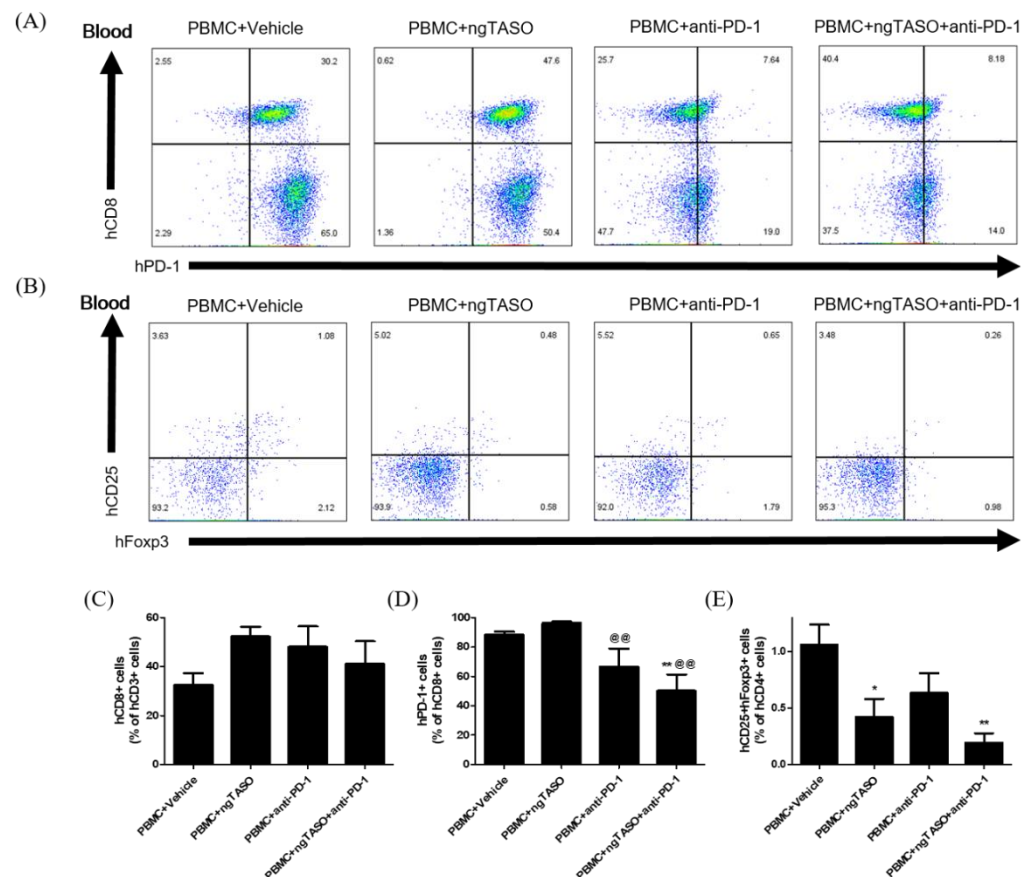 (A)
Blood
PBMC+Vehicle PBMC+ngTASO PBMC+anti-PD-1 PBMC+ngTASO+anti-PD-1
2.55 30.2 0.62 47.6 25.7 7.64 40.4 8.18
hCD8
2.29 65.0 1.36 50.4 47.7 19.0 37.5 14.0
hPD-1
(B)
Blood
PBMC+Vehicle PBMC+ngTASO PBMC+anti-PD-1 PBMC+ngTASO+anti-PD-1
3.63 1.08 5.02 0.48 5.52 0.65 3.48 0.26
hCD25
93.2 2.12 93.9 0.58 92.0 1.79 95.3 0.98
hFoxp3
(C)
hCD8+ cells
(% of hCD3+ cells)
60
40
20
0
PBMC+Vehicle
PBMC+ngTASO
PBMC+anti-PD-1
PBMC+ngTASO+anti-PD-1
(D)
hPD-1+ cells
(% of hCD8+ cells)
100
80
60
40
20
0
@@
** @@
PBMC+Vehicle
PBMC+ngTASO
PBMC+anti-PD-1
PBMC+ngTASO+anti-PD-1
(E)
hCD25+hFoxp3+ cells
(% of hCD4+ cells)
1.0
0.5
0.0
*
**
PBMC+Vehicle
PBMC+ngTASO
PBMC+anti-PD-1
PBMC+ngTASO+anti-PD-1